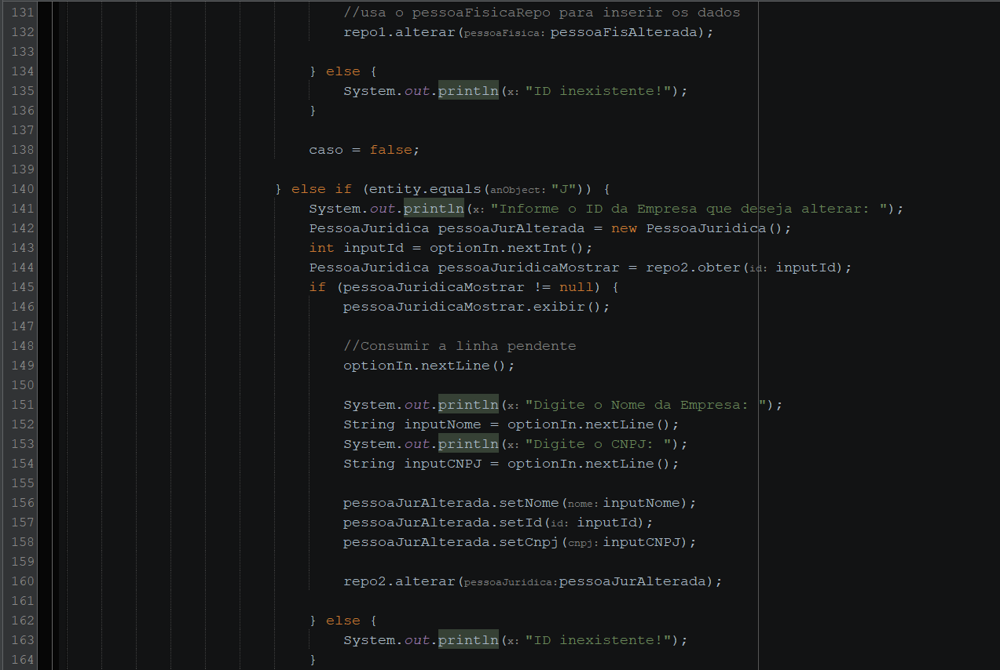 131 //usa o pessoaFisicaRepo para inserir os dados
132 repo1.alterar(pessoaFisica: pessoaFisAlterada);
133
134 } else {
135 System.out.println(x: "ID inexistente!");
136 }
137
138 caso = false;
139
140 } else if (entity.equals(anObject: "J")) {
141 System.out.println(x: "Informe o ID da Empresa que deseja alterar: ");
142 PessoaJuridica pessoaJurAlterada = new PessoaJuridica();
143 int inputId = optionIn.nextInt();
144 PessoaJuridica pessoaJuridicaMostrar = repo2.obter(id: inputId);
145 if (pessoaJuridicaMostrar != null) {
146 pessoaJuridicaMostrar.exibir();
147
148 //Consumir a linha pendente
149 optionIn.nextLine();
150
151 System.out.println(x: "Digite o Nome da Empresa: ");
152 String inputNome = optionIn.nextLine();
153 System.out.println(x: "Digite o CNPJ: ");
154 String inputCNPJ = optionIn.nextLine();
155
156 pessoaJurAlterada.setNome(nome: inputNome);
157 pessoaJurAlterada.setId(id: inputId);
158 pessoaJurAlterada.setCnpj(cnpj: inputCNPJ);
159
160 repo2.alterar(pessoaJuridica: pessoaJurAlterada);
161
162 } else {
163 System.out.println(x: "ID inexistente!");
164 }